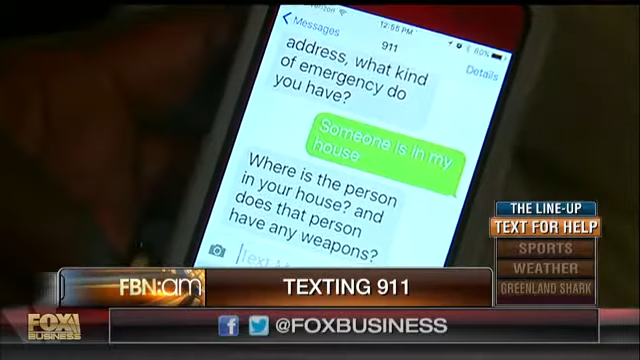 Verizon
12:55 PM
80%
Messages
911
Details
address, what kind
of emergency do
you have?
Someone is in my
house
Where is the person
in your house? and
does that person
have any weapons?
THE LINE-UP
TEXT FOR HELP
SPORTS
WEATHER
GREENLAND SHARK
FBN:am
TEXTING 911
FOX
BUSINESS
@FOXBUSINESS